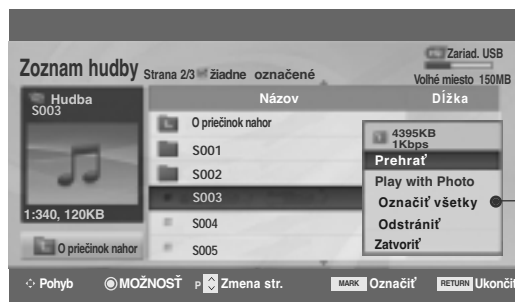 Zariad. USB
Zoznam hudby Strana 2/3 žiadne označené
Voľné miesto 150MB
Hudba
S003
Názov
Dĺžka
O priečinok nahor
S001
S002
S003
S004
S005
4395KB
1Kbps
Prehrať
Play with Photo
Označiť všetky
Odstrániť
Zatvoriť
1:340, 120KB
O priečinok nahor
Pohyb MOŽNOSŤ P Zmena str. MARK Označiť RETURN Ukončiť